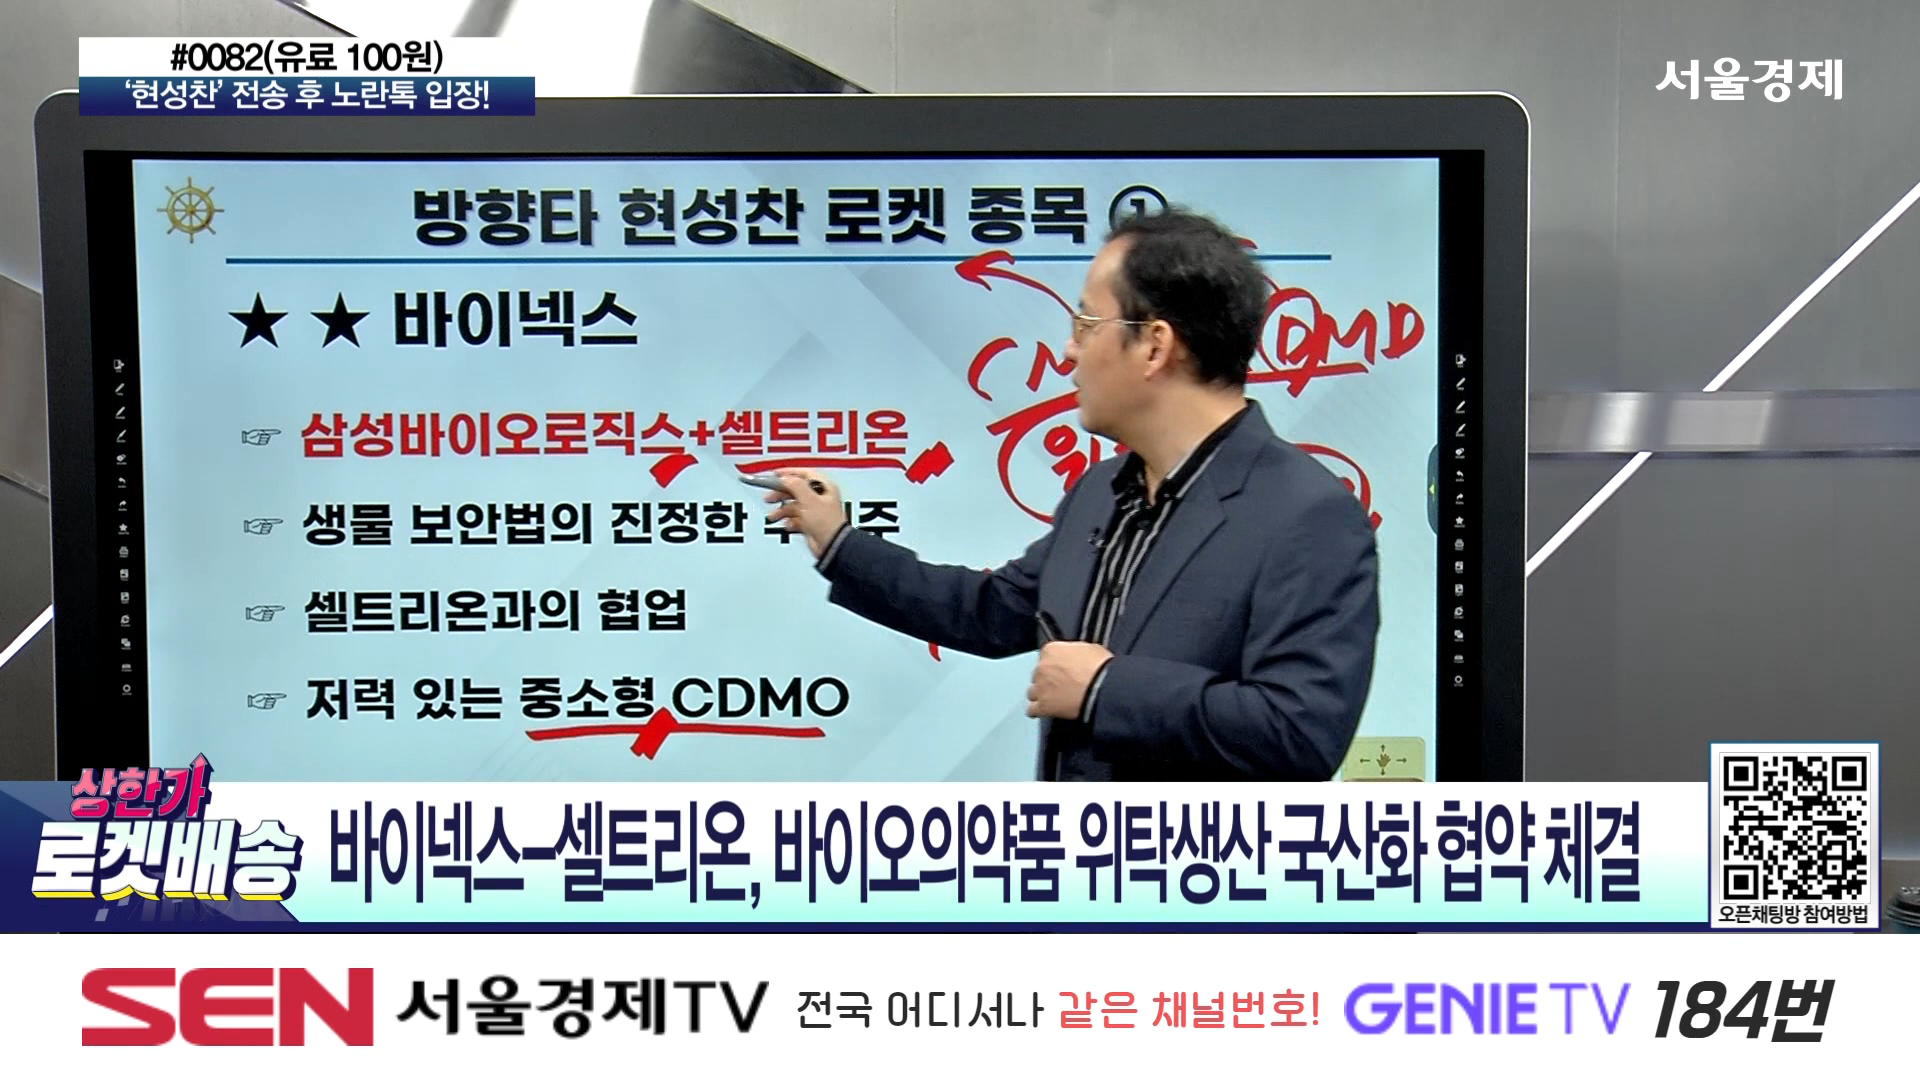 #0082(유료 100원)
'현성찬' 전송 후 노란톡 입장!
서울경제
방향타 현성찬 로켓 종목 ①
★ ★ 바이넥스
☞ 삼성바이오로직스+셀트리온
☞ 생물 보안법의 진정한
☞ 셀트리온과의 협업
☞ 저력 있는 중소형 CDMO
상한가
로켓배송
바이넥스-셀트리온, 바이오의약품 위탁생산 국산화 협약 체결
오픈채팅방 참여방법
SEN 서울경제TV 전국 어디서나 같은 채널번호! GENIE TV 184번